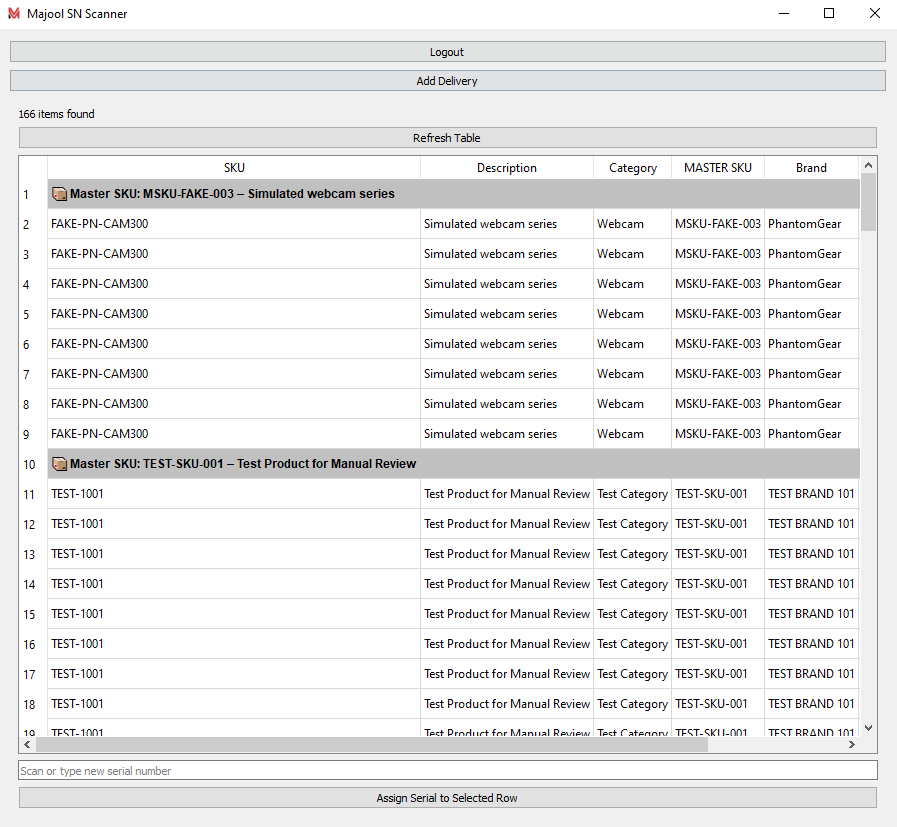 Majool SN Scanner
Logout
Add Delivery
166 items found
Refresh Table
SKU Description Category MASTER SKU Brand
1 Master SKU: MSKU-FAKE-003 – Simulated webcam series
2 FAKE-PN-CAM300 Simulated webcam series Webcam MSKU-FAKE-003 PhantomGear
3 FAKE-PN-CAM300 Simulated webcam series Webcam MSKU-FAKE-003 PhantomGear
4 FAKE-PN-CAM300 Simulated webcam series Webcam MSKU-FAKE-003 PhantomGear
5 FAKE-PN-CAM300 Simulated webcam series Webcam MSKU-FAKE-003 PhantomGear
6 FAKE-PN-CAM300 Simulated webcam series Webcam MSKU-FAKE-003 PhantomGear
7 FAKE-PN-CAM300 Simulated webcam series Webcam MSKU-FAKE-003 PhantomGear
8 FAKE-PN-CAM300 Simulated webcam series Webcam MSKU-FAKE-003 PhantomGear
9 FAKE-PN-CAM300 Simulated webcam series Webcam MSKU-FAKE-003 PhantomGear
10 Master SKU: TEST-SKU-001 – Test Product for Manual Review
11 TEST-1001 Test Product for Manual Review Test Category TEST-SKU-001 TEST BRAND 101
12 TEST-1001 Test Product for Manual Review Test Category TEST-SKU-001 TEST BRAND 101
13 TEST-1001 Test Product for Manual Review Test Category TEST-SKU-001 TEST BRAND 101
14 TEST-1001 Test Product for Manual Review Test Category TEST-SKU-001 TEST BRAND 101
15 TEST-1001 Test Product for Manual Review Test Category TEST-SKU-001 TEST BRAND 101
16 TEST-1001 Test Product for Manual Review Test Category TEST-SKU-001 TEST BRAND 101
17 TEST-1001 Test Product for Manual Review Test Category TEST-SKU-001 TEST BRAND 101
18 TEST-1001 Test Product for Manual Review Test Category TEST-SKU-001 TEST BRAND 101
19 TEST-1001 Test Product for Manual Review Test Category TEST-SKU-001 TEST BRAND 101
Scan or type new serial number
Assign Serial to Selected Row